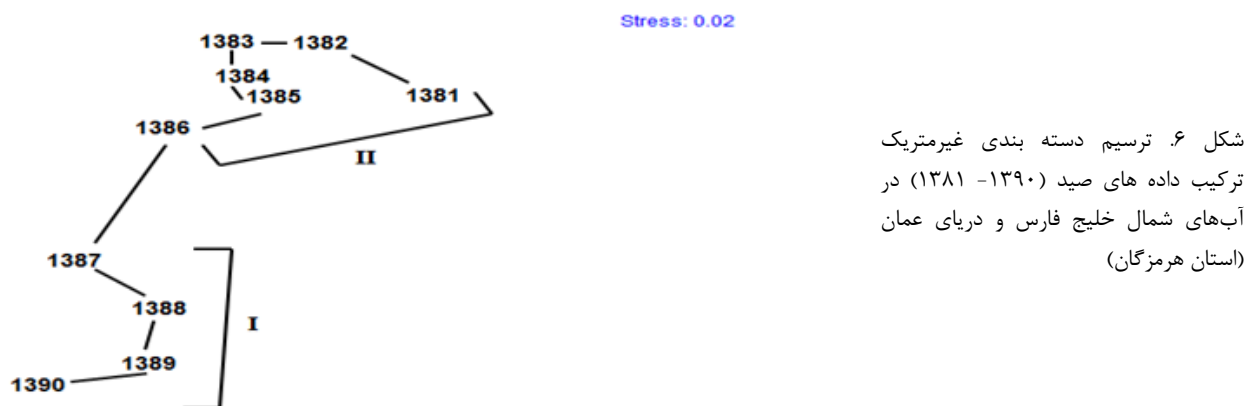 Stress: 0.02
1383 1382
1384
1385
1381
1386
II
1387
1388
I
1389
1390
شکل ۶. ترسیم دسته بندی غیرمتریک
ترکیب داده های صید (۱۳۹۰- ۱۳۸۱) در
آب‌های شمال خلیج فارس و دریای عمان
(استان هرمزگان)